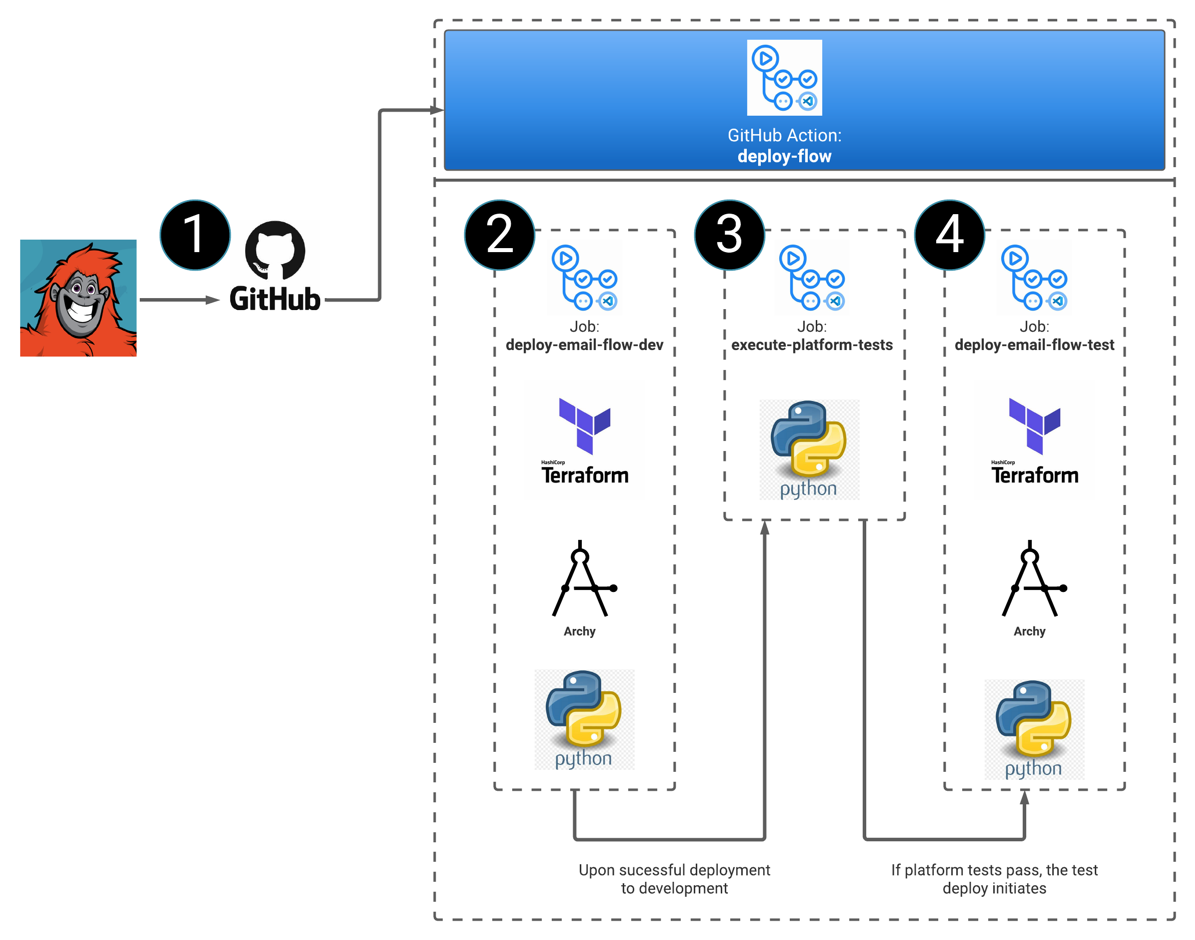 GitHub Action:
deploy-flow
1
GitHub
2
Job:
deploy-email-flow-dev
HashiCorp
Terraform
Archy
python
3
Job:
execute-platform-tests
python
4
Job:
deploy-email-flow-test
HashiCorp
Terraform
Archy
python
Upon sucessful deployment
to development
If platform tests pass, the test
deploy initiates